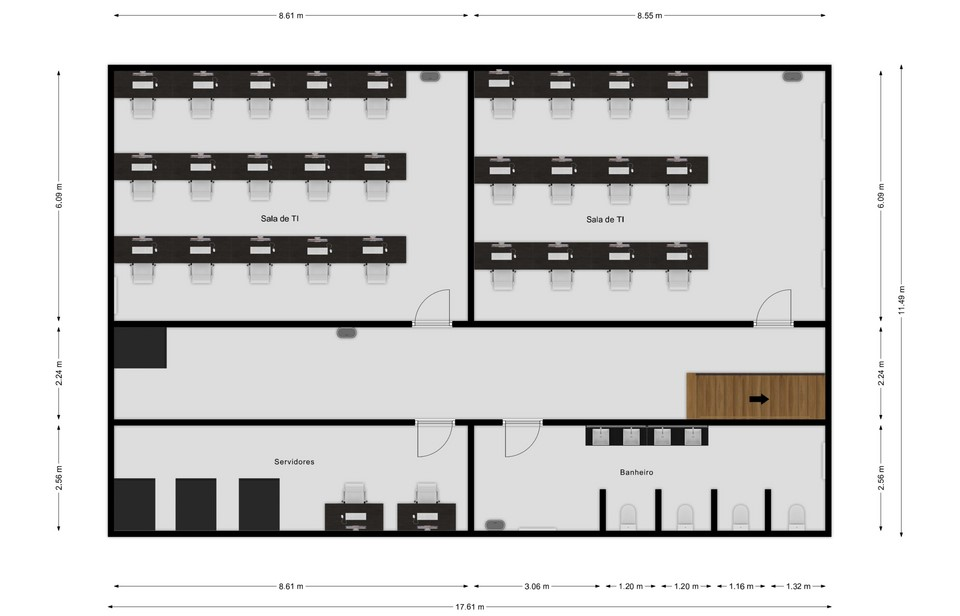 8.61 m
8.55 m
6.09 m
6.09 m
Sala de TI
Sala de TI
11.49 m
2.24 m
2.24 m
Servidores
Banheiro
2.56 m
2.56 m
8.61 m
3.06 m
1.20 m
1.20 m
1.16 m
1.32 m
17.61 m